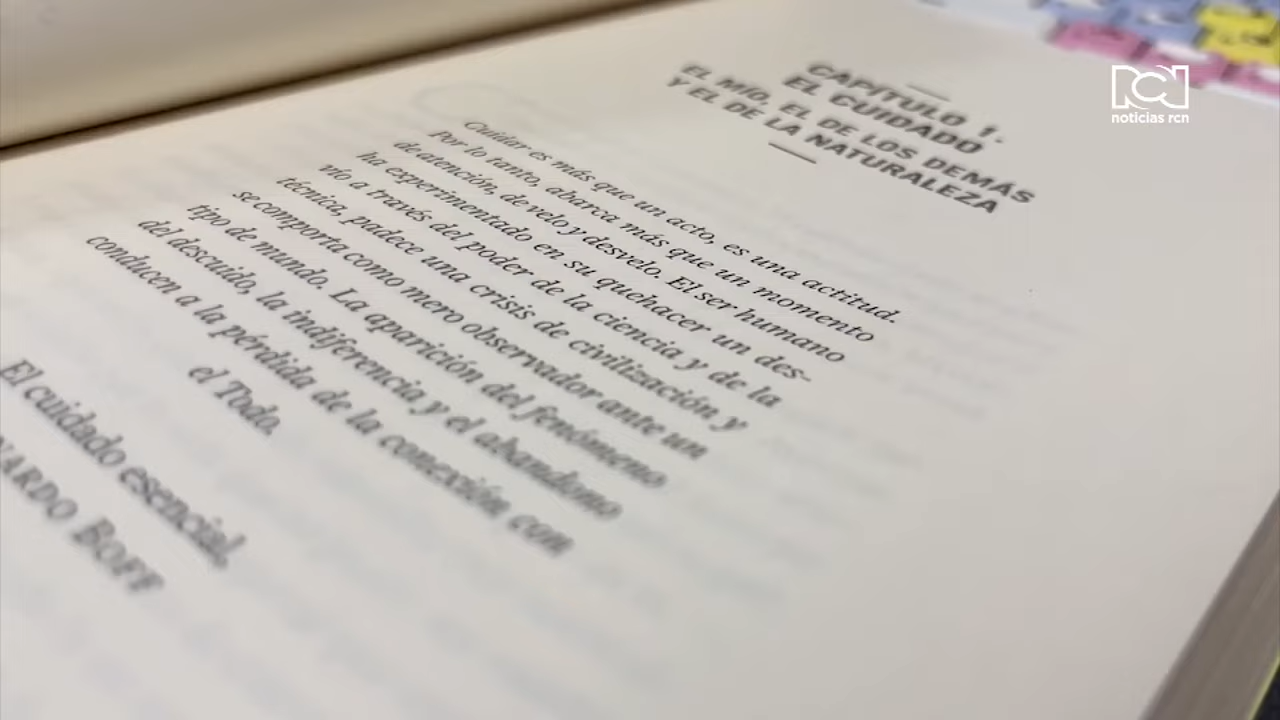 RCN
noticias rcn
CAPÍTULO 1.
EL CUIDADO
EL MÍO, EL DE LOS DEMÁS
Y EL DE LA NATURALEZA
Cuidar es más que un acto, es una actitud.
Por lo tanto, abarca más que un momento
de atención, de velo y desvelo. El ser humano
ha experimentado en su quehacer un des-
vío a través del poder de la ciencia y de la
técnica, padece una crisis de civilización y
se comporta como mero observador ante un
tipo de mundo. La aparición del fenómeno
del descuido, la indiferencia y el abandono
conducen a la pérdida de la conexión con
el Todo.
El cuidado esencial,
NARDO BOFF